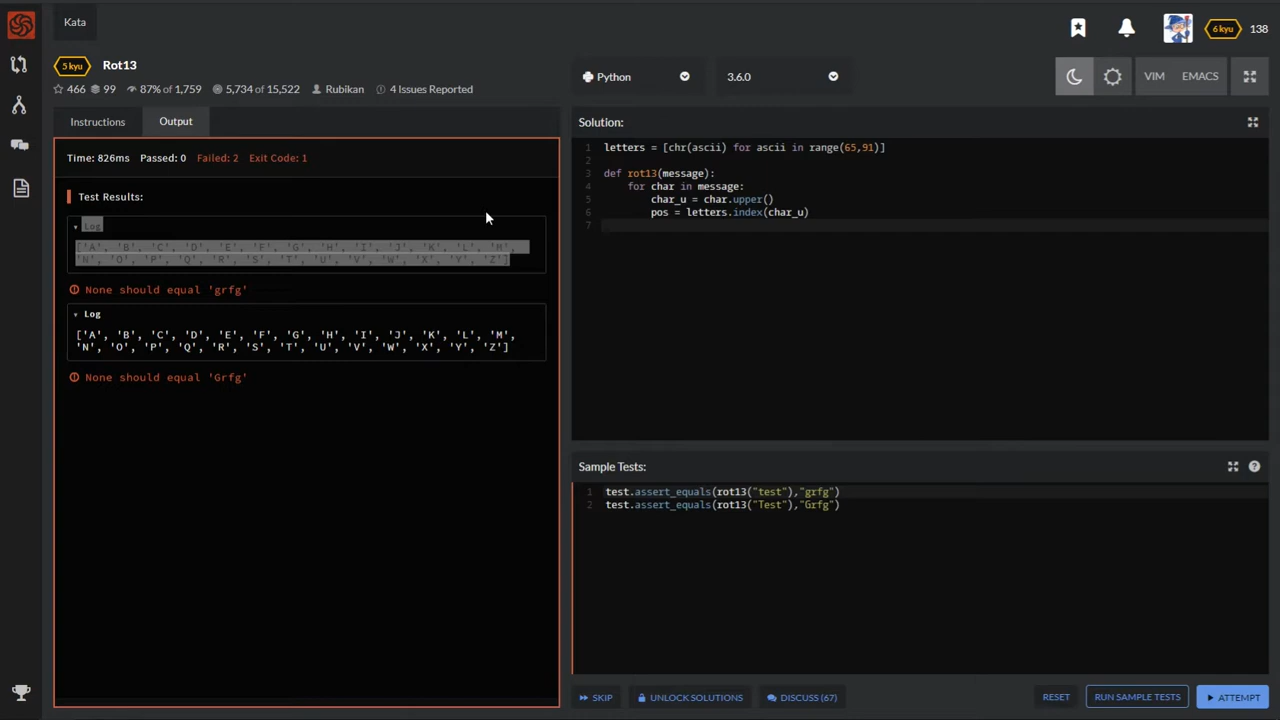 Kata
6 kyu
138
5 kyu
Rot13
466 99 87% of 1,759 5,734 of 15,522 Rubikan 4 Issues Reported
Python
3.6.0
VIM
EMACS
Instructions
Output
Time: 826ms Passed: 0 Failed: 2 Exit Code: 1
Test Results:
Log
['A', 'B', 'C', 'D', 'E', 'F', 'G', 'H', 'I', 'J', 'K', 'L', 'M',
'N', 'O', 'P', 'Q', 'R', 'S', 'T', 'U', 'V', 'W', 'X', 'Y', 'Z']
None should equal 'grfg'
Log
['A', 'B', 'C', 'D', 'E', 'F', 'G', 'H', 'I', 'J', 'K', 'L', 'M',
'N', 'O', 'P', 'Q', 'R', 'S', 'T', 'U', 'V', 'W', 'X', 'Y', 'Z']
None should equal 'Grfg'
Solution:
1 letters = [chr(ascii) for ascii in range(65,91)]
2
3 def rot13(message):
4 for char in message:
5 char_u = char.upper()
6 pos = letters.index(char_u)
7
Sample Tests:
1 test.assert_equals(rot13("test"),"grfg")
2 test.assert_equals(rot13("Test"),"Grfg")
SKIP
UNLOCK SOLUTIONS
DISCUSS (67)
RESET
RUN SAMPLE TESTS
ATTEMPT